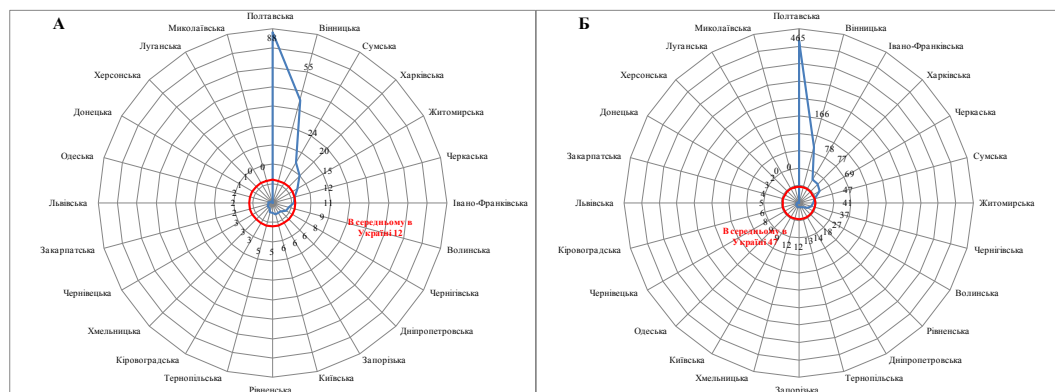 А
Полтавська
Вінницька
Сумська
Харківська
Житомирська
Черкаська
Івано-Франківська
Волинська
Чернігівська
Дніпропетровська
Запорізька
Київська
Рівненська
Тернопільська
Кіровоградська
Хмельницька
Чернівецька
Закарпатська
Львівська
Одеська
Донецька
Херсонська
Луганська
Миколаївська
88
55
24
20
15
12
11
9
8
6
6
6
5
5
3
3
3
2
2
2
1
0
0
В середньому в
Україні 12
Б
Полтавська
Вінницька
Івано-Франківська
Харківська
Черкаська
Сумська
Житомирська
Чернігівська
Волинська
Рівненська
Дніпропетровська
Тернопільська
Запорізька
Хмельницька
Київська
Одеська
Чернівецька
Кіровоградська
Львівська
Закарпатська
Донецька
Херсонська
Луганська
Миколаївська
465
166
78
77
69
47
41
37
27
18
14
13
12
12
9
8
8
6
5
4
3
2
0
0
В середньому в
Україні 47